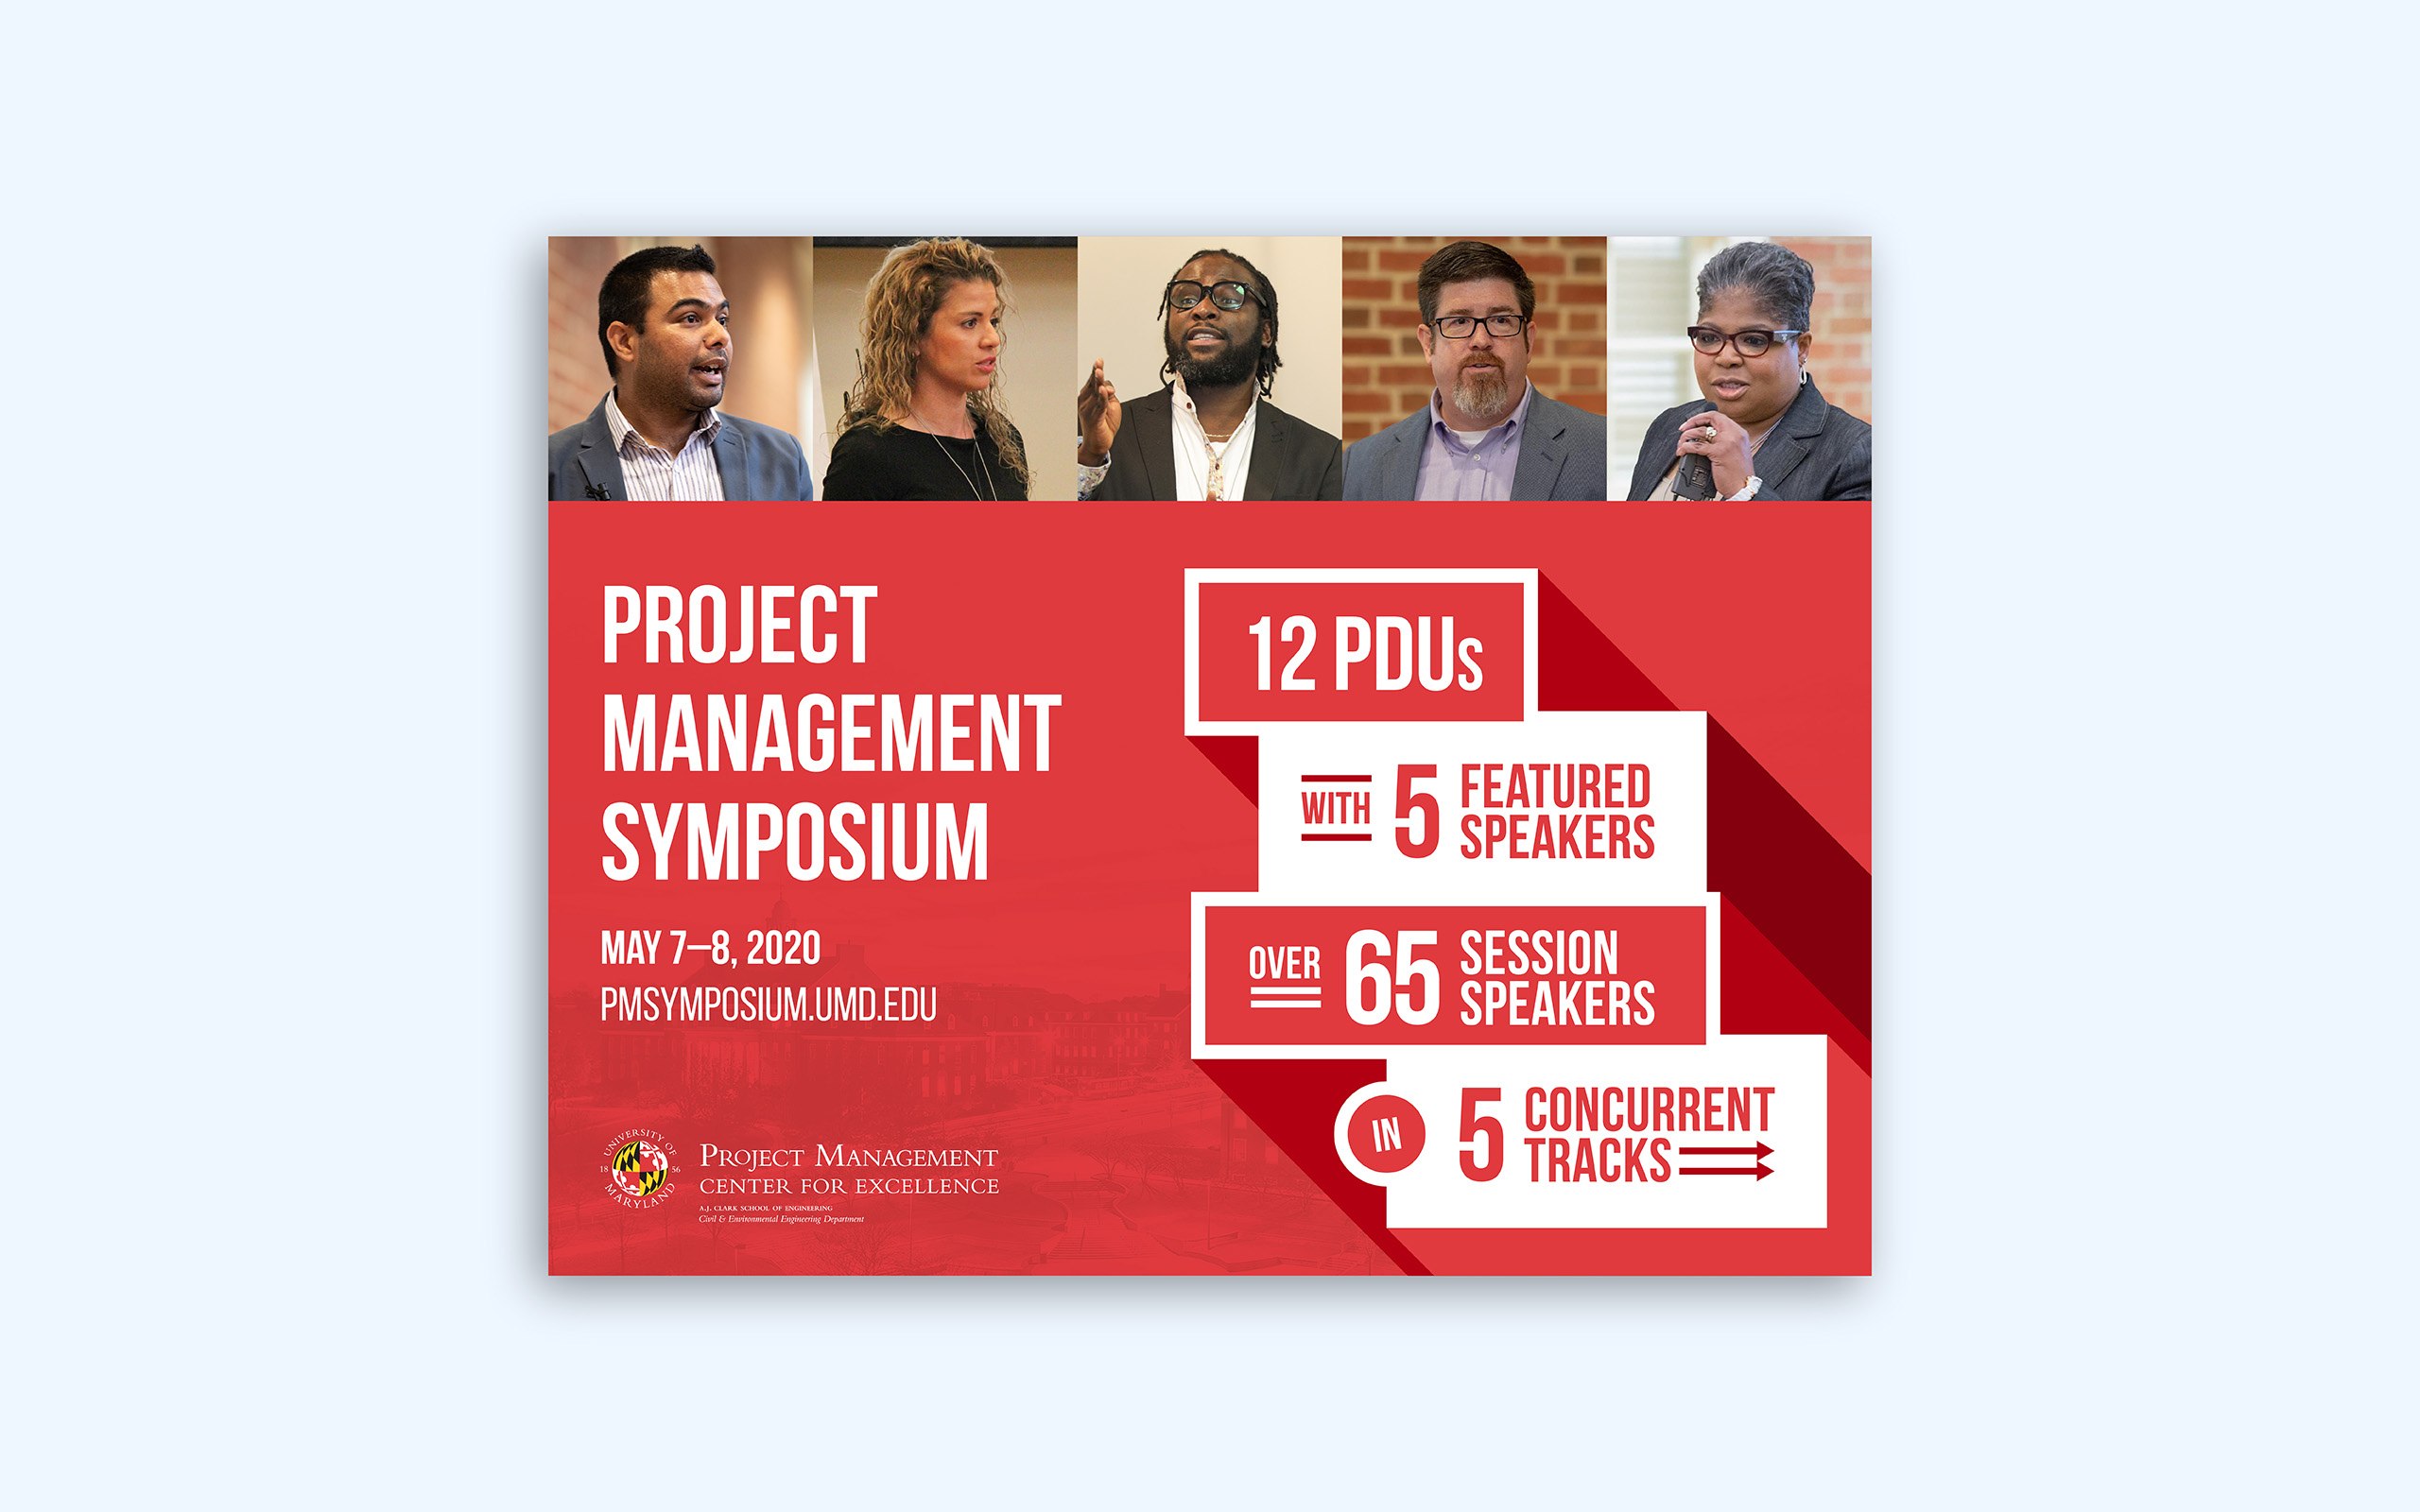 PROJECT
MANAGEMENT
SYMPOSIUM
MAY 7–8, 2020
PMSYMPOSIUM.UMD.EDU
UNIVERSITY OF
18 56
MARYLAND
PROJECT MANAGEMENT
CENTER FOR EXCELLENCE
A.J. CLARK SCHOOL OF ENGINEERING
Civil & Environmental Engineering Department
12 PDUs
WITH 5 FEATURED
SPEAKERS
OVER 65 SESSION
SPEAKERS
IN 5 CONCURRENT
TRACKS